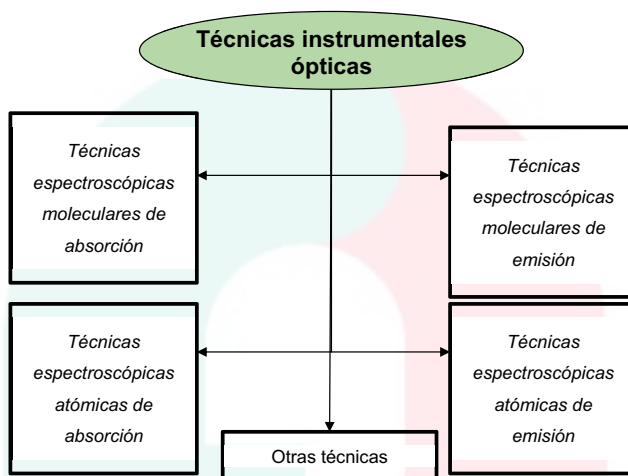 Técnicas instrumentales
ópticas
Técnicas
espectroscópicas
moleculares de
absorción
Técnicas
espectroscópicas
moleculares de
emisión
Técnicas
espectroscópicas
atómicas de
absorción
Técnicas
espectroscópicas
atómicas de
emisión
Otras técnicas